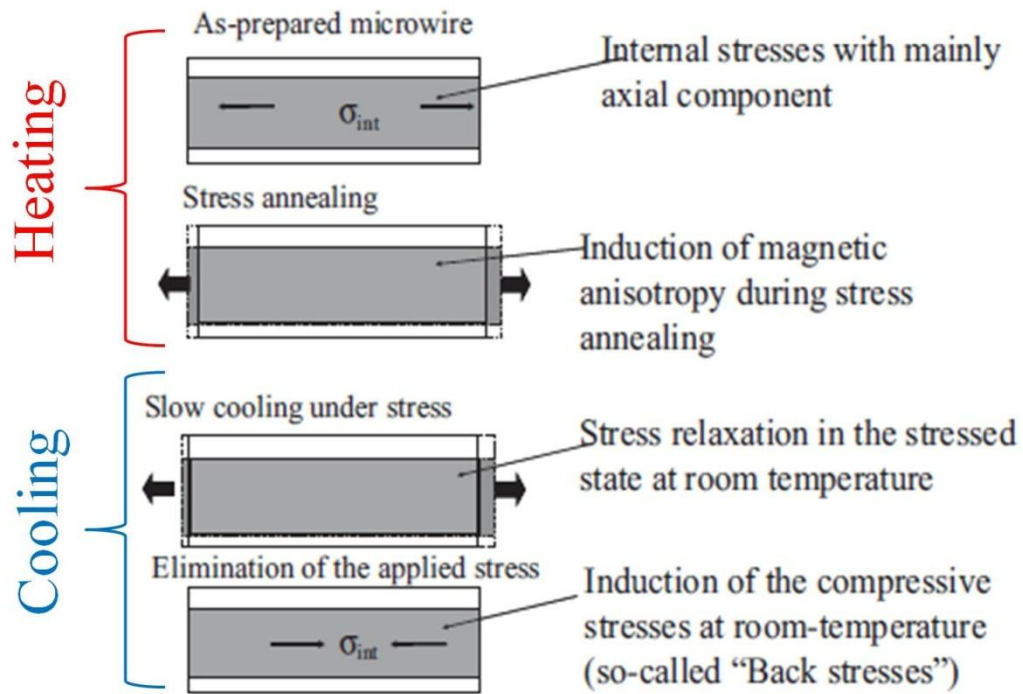 Heating
As-prepared microwire
σint
Internal stresses with mainly
axial component
Stress annealing
Induction of magnetic
anisotropy during stress
annealing
Cooling
Slow cooling under stress
Stress relaxation in the stressed
state at room temperature
Elimination of the applied stress
σint
Induction of the compressive
stresses at room-temperature
(so-called “Back stresses”)